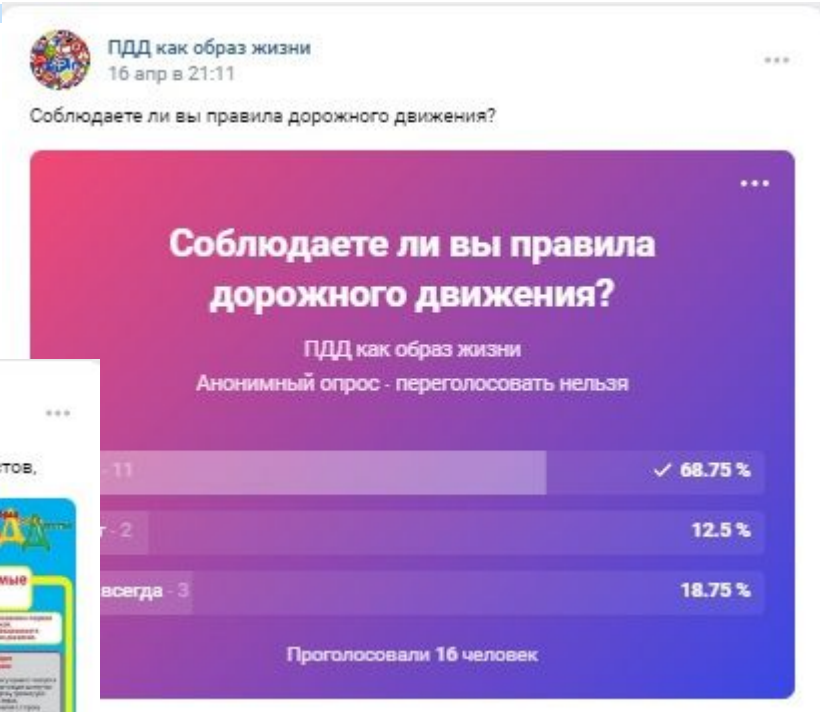 ПДД как образ жизни
16 апр в 21:11
Соблюдаете ли вы правила дорожного движения?
Соблюдаете ли вы правила
дорожного движения?
ПДД как образ жизни
Анонимный опрос - переголосовать нельзя
- 11 68.75 %
т - 2 12.5 %
всегда - 3 18.75 %
Проголосовали 16 человек
тов,
мые